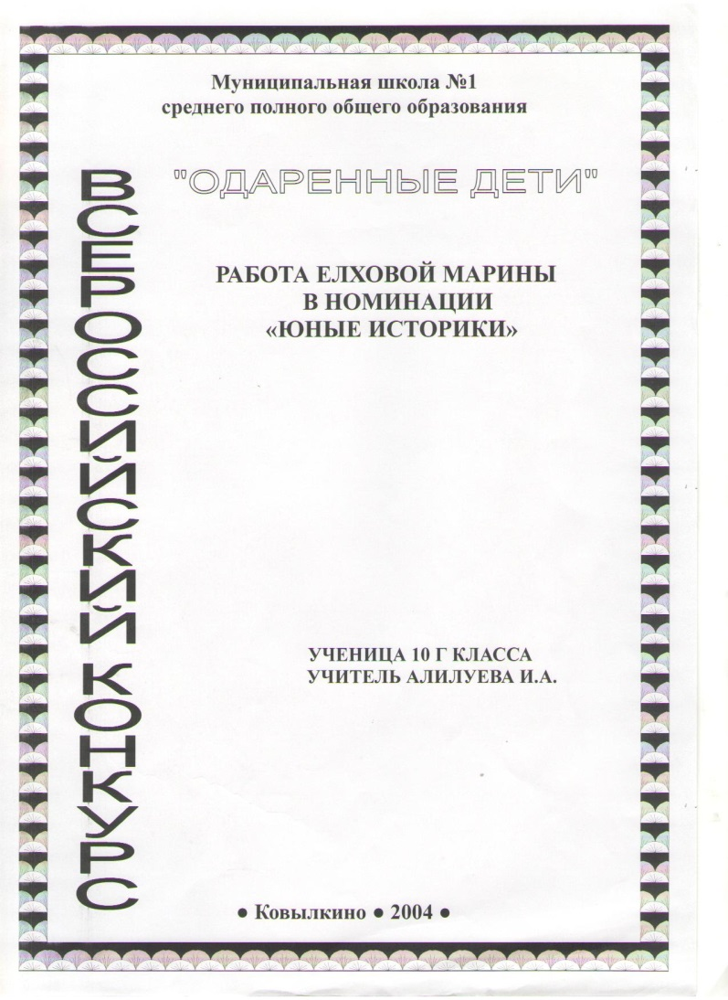 Муниципальная школа №1
среднего полного общего образования
"ОДАРЕННЫЕ ДЕТИ"
ВСЕРОССИЙСКИЙ КОНКУРС
РАБОТА ЕЛХОВОЙ МАРИНЫ
В НОМИНАЦИИ
«ЮНЫЕ ИСТОРИКИ»
УЧЕНИЦА 10 Г КЛАССА
УЧИТЕЛЬ АЛИЛУЕВА И.А.
● Ковылкино ● 2004 ●